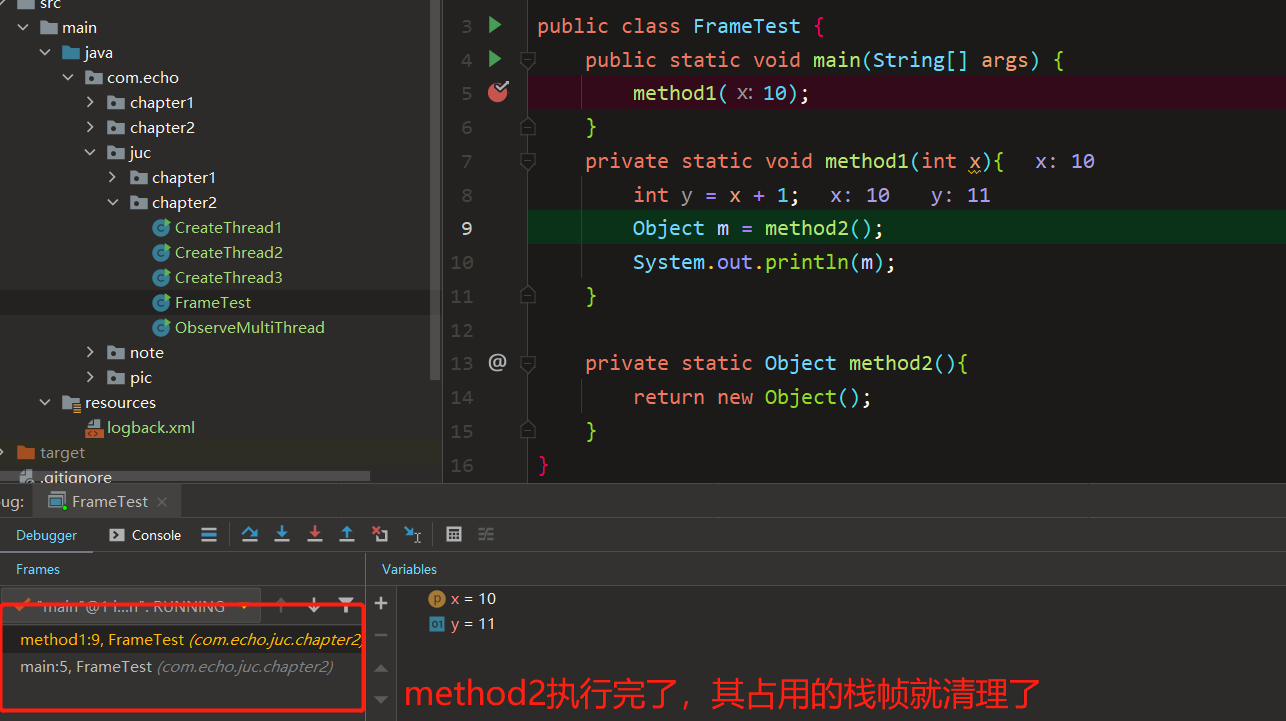 src
main
java
com.echo
chapter1
chapter2
juc
chapter1
chapter2
CreateThread1
CreateThread2
CreateThread3
FrameTest
ObserveMultiThread
note
pic
resources
logback.xml
target
.gitignore
3 public class FrameTest {
4 public static void main(String[] args) {
5 method1( x: 10);
6 }
7 private static void method1(int x){ x: 10
8 int y = x + 1; x: 10 y: 11
9 Object m = method2();
10 System.out.println(m);
11 }
12
13 @ private static Object method2(){
14 return new Object();
15 }
16 }
ug: FrameTest
Debugger Console
Frames
"main"@1 i...n": RUNNING
method1:9, FrameTest (com.echo.juc.chapter2)
main:5, FrameTest (com.echo.juc.chapter2)
Variables
x = 10
y = 11
method2执行完了，其占用的栈帧就清理了